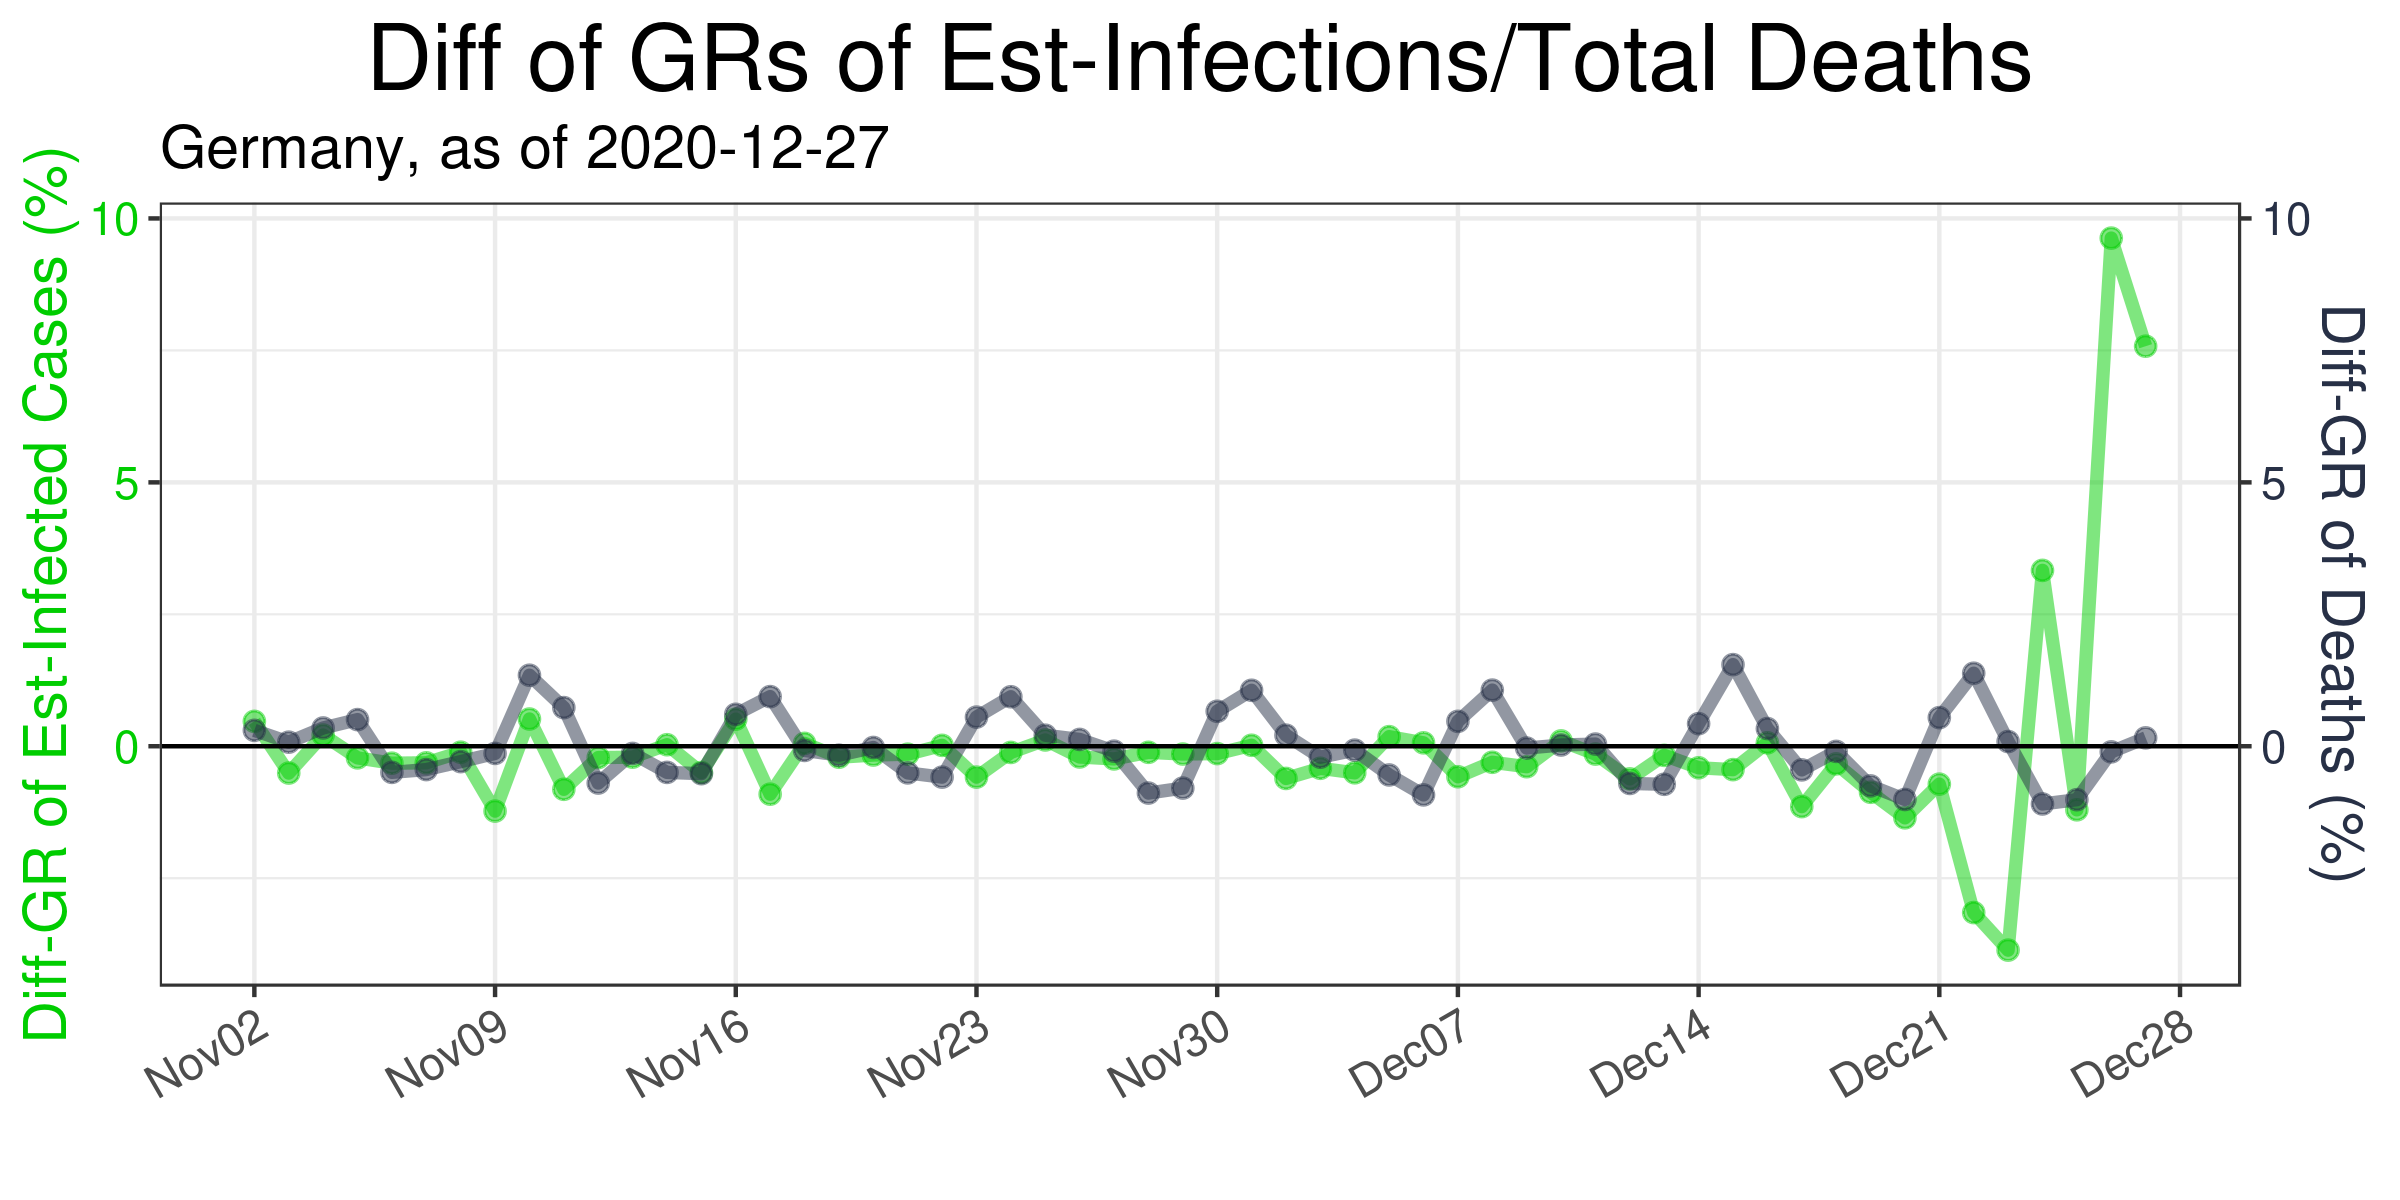 Diff of GRs of Est-Infections/Total Deaths
Germany, as of 2020-12-27
Diff-GR of Est-Infected Cases (%)
10
5
0
10
5
0
Diff-GR of Deaths (%)
Nov02
Nov09
Nov16
Nov23
Nov30
Dec07
Dec14
Dec21
Dec28